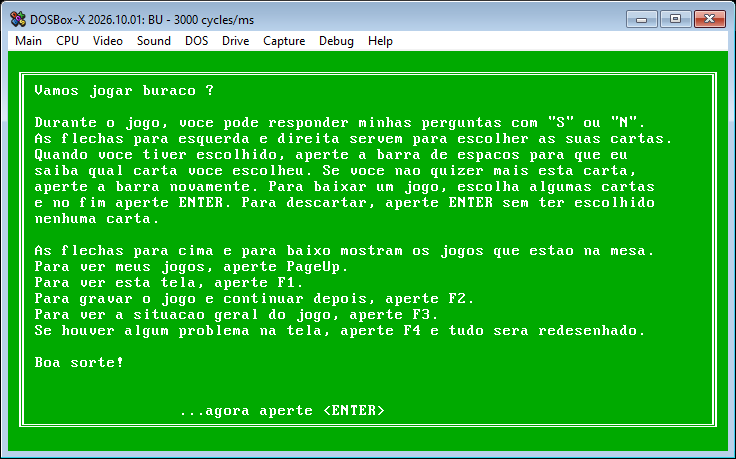 DOSBox-X 2026.10.01: BU - 3000 cycles/ms
Main CPU Video Sound DOS Drive Capture Debug Help
Vamos jogar buraco ?
Durante o jogo, voce pode responder minhas perguntas com "S" ou "N".
As flechas para esquerda e direita servem para escolher as suas cartas.
Quando voce tiver escolhido, aperte a barra de espacos para que eu
saiba qual carta voce escolheu. Se voce nao quizer mais esta carta,
aperte a barra novamente. Para baixar um jogo, escolha algumas cartas
e no fim aperte ENTER. Para descartar, aperte ENTER sem ter escolhido
nenhuma carta.
As flechas para cima e para baixo mostram os jogos que estao na mesa.
Para ver meus jogos, aperte PageUp.
Para ver esta tela, aperte F1.
Para gravar o jogo e continuar depois, aperte F2.
Para ver a situacao geral do jogo, aperte F3.
Se houver algum problema na tela, aperte F4 e tudo sera redesenhado.
Boa sorte!
...agora aperte <ENTER>